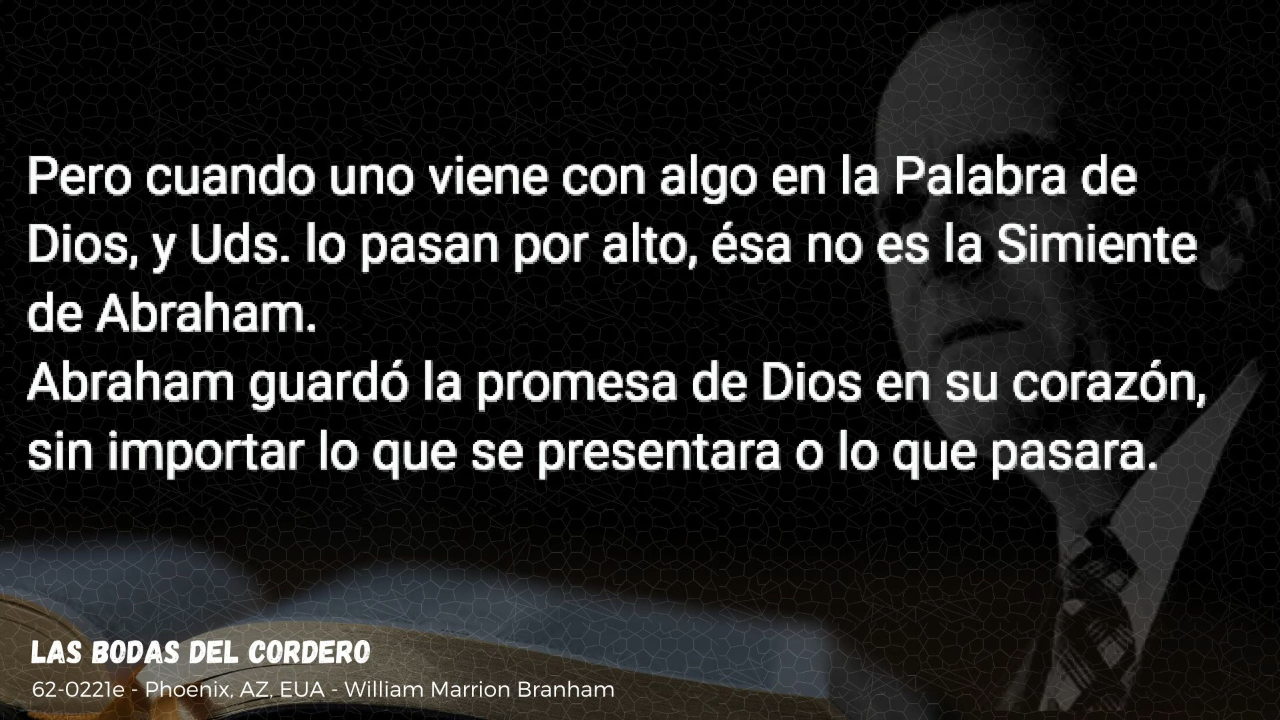 Pero cuando uno viene con algo en la Palabra de
Dios, y Uds. lo pasan por alto, ésa no es la Simiente
de Abraham.
Abraham guardó la promesa de Dios en su corazón,
sin importar lo que se presentara o lo que pasara.
LAS BODAS DEL CORDERO
62-0221e - Phoenix, AZ, EUA - William Marrion Branham